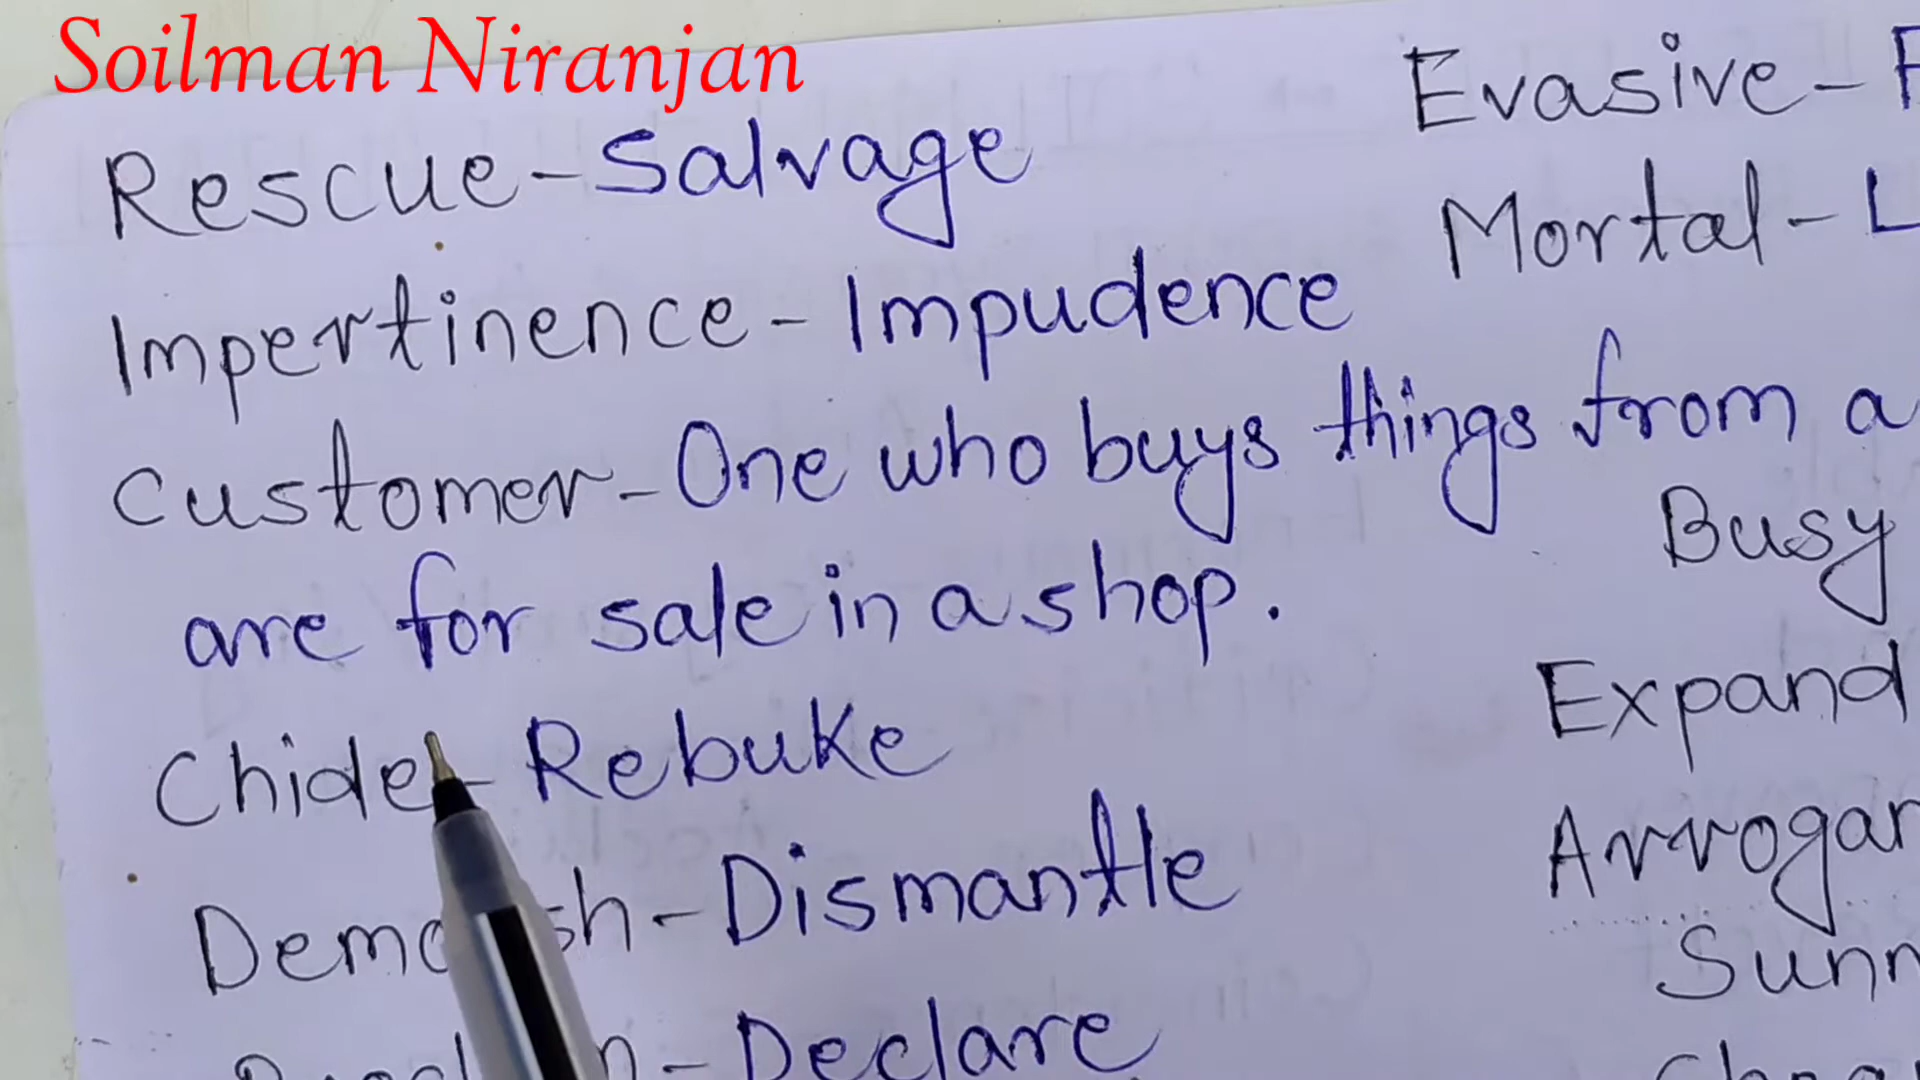 Soilman Niranjan
Rescue - Salvage
Impertinence - Impudence
Customer - One who buys things from a
are for sale in a shop.
Chide - Rebuke
- Dismantle
- Declare
Evasive -
Mortal -
Busy
Expand